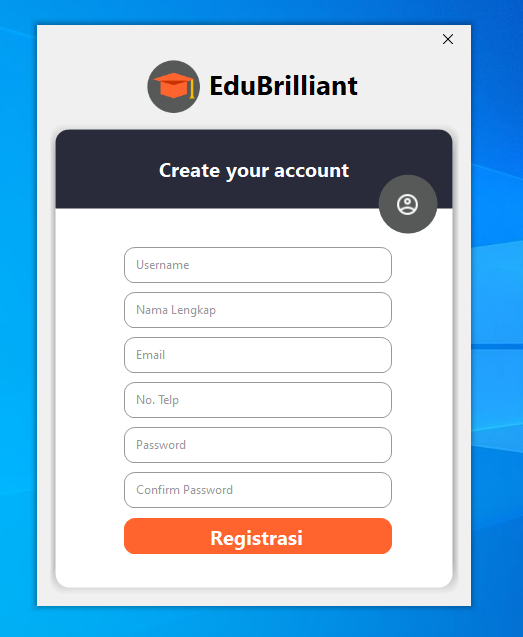 EduBrilliant
Create your account
Username
Nama Lengkap
Email
No. Telp
Password
Confirm Password
Registrasi